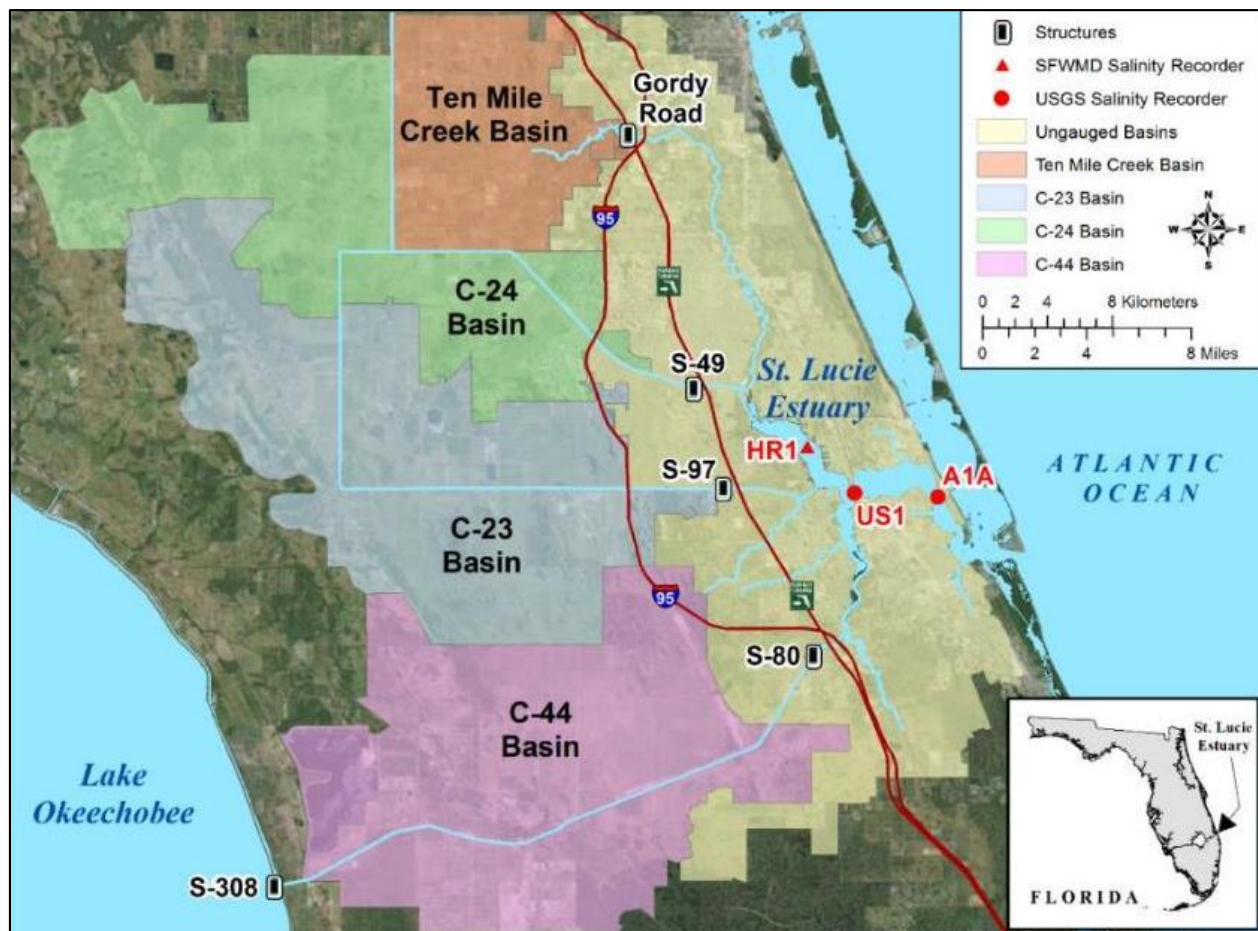 Structures
SFWMD Salinity Recorder
USGS Salinity Recorder
Ungauged Basins
Ten Mile Creek Basin
C-23 Basin
C-24 Basin
C-44 Basin
N
W
E
S
0 2 4 8 Kilometers
0 2 4 8 Miles
Ten Mile
Creek Basin
Gordy
Road
95
C-24
Basin
S-49
St. Lucie
Estuary
HR1
S-97
A1A
US1
ATLANTIC
OCEAN
C-23
Basin
95
S-80
C-44
Basin
Lake
Okeechobee
S-308
St. Lucie
Estuary
FLORIDA